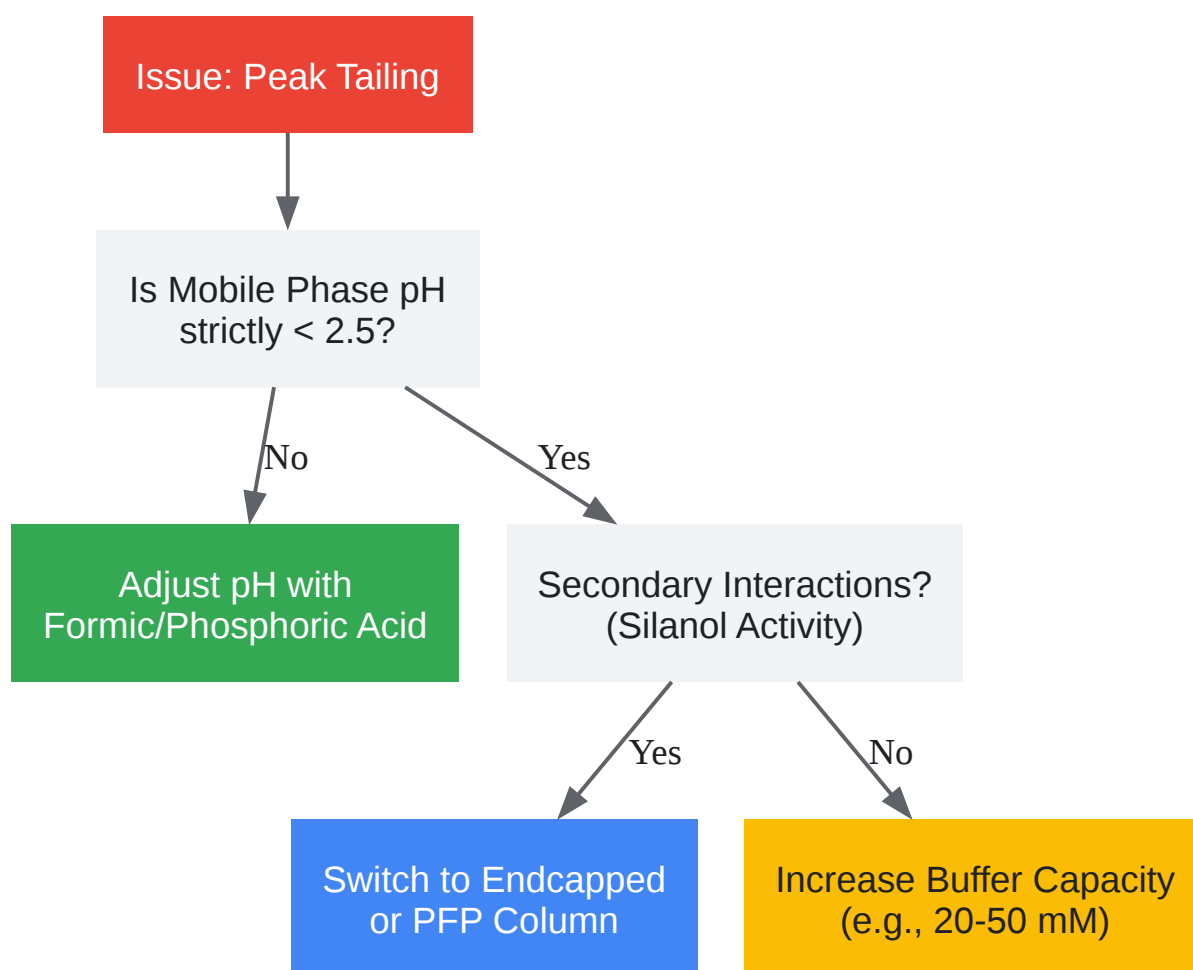 Issue: Peak Tailing
Is Mobile Phase pH
strictly < 2.5?
No
Yes
Adjust pH with
Formic/Phosphoric Acid
Secondary Interactions?
(Silanol Activity)
Yes
No
Switch to Endcapped
or PFP Column
Increase Buffer Capacity
(e.g., 20-50 mM)